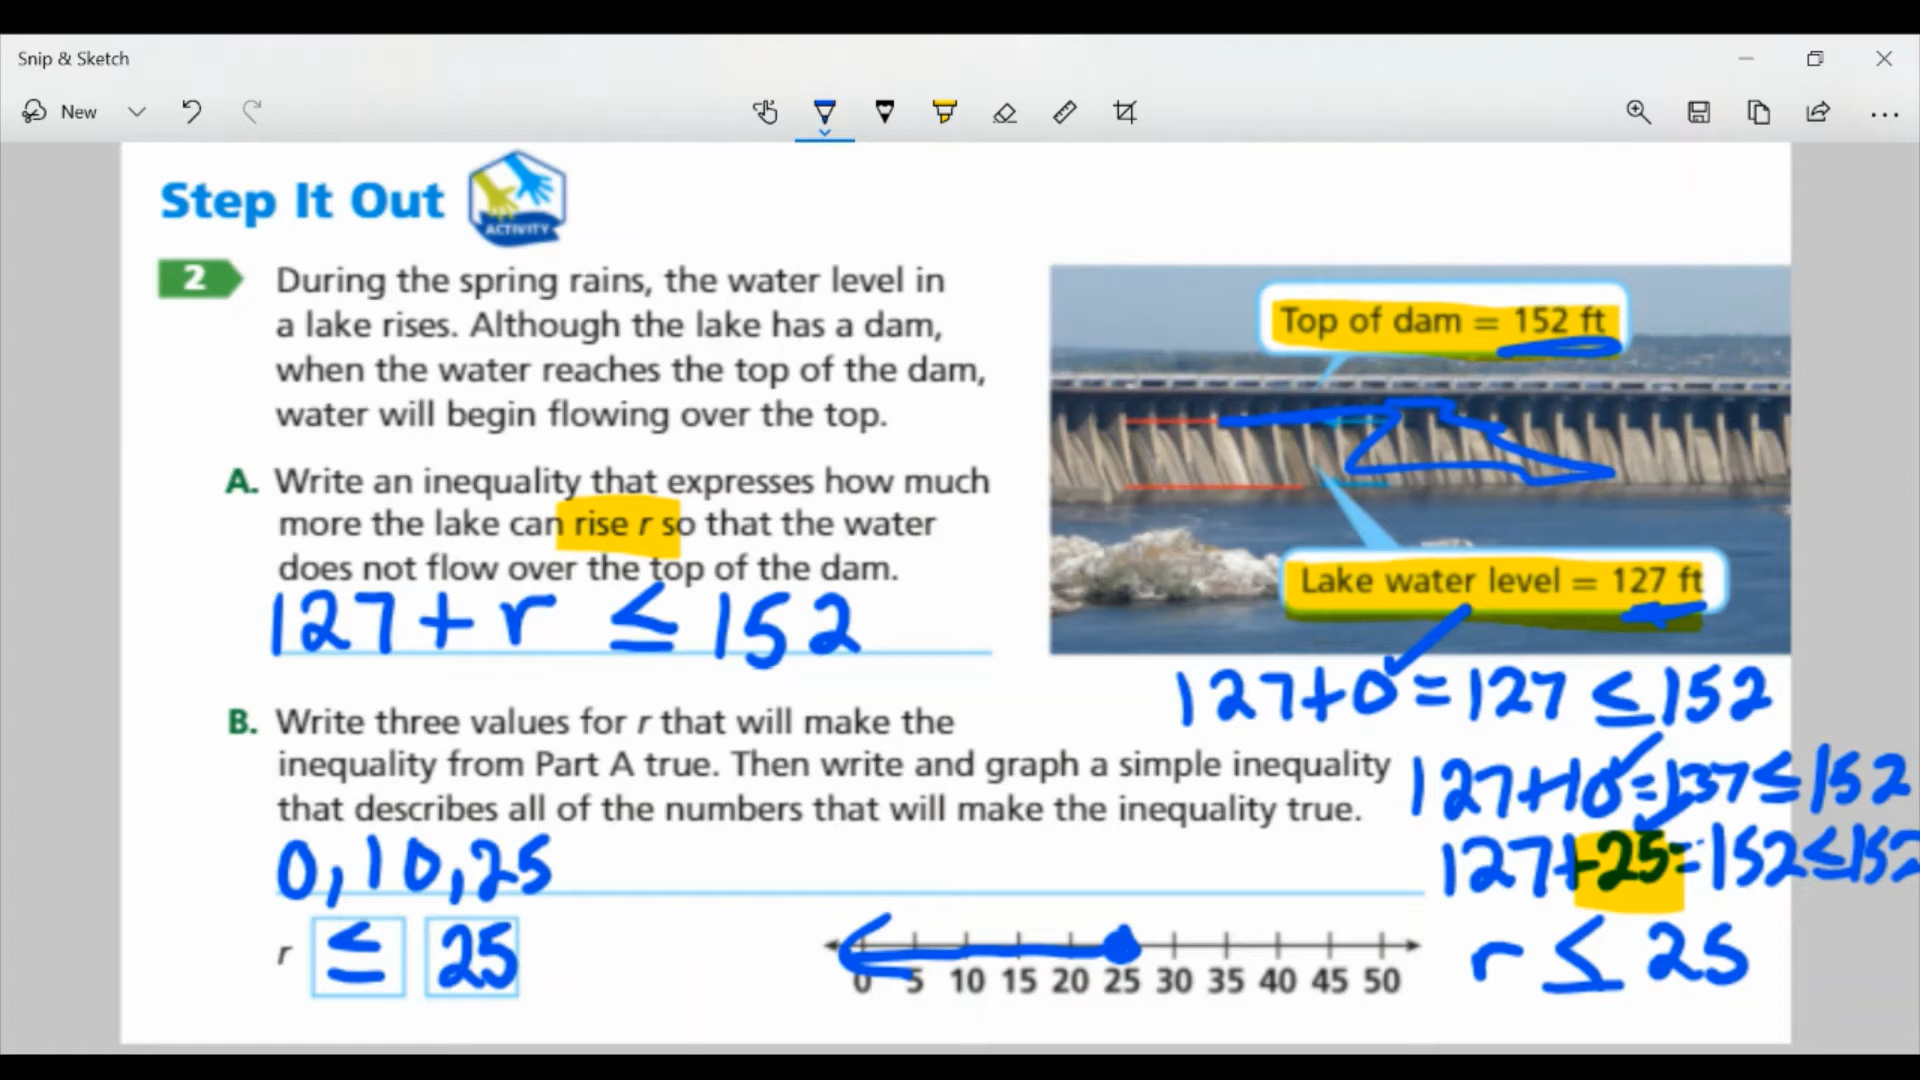 Snip & Sketch
New
Step It Out
ACTIVITY
2
During the spring rains, the water level in
a lake rises. Although the lake has a dam,
when the water reaches the top of the dam,
water will begin flowing over the top.
Top of dam = 152 ft
Lake water level = 127 ft
A. Write an inequality that expresses how much
more the lake can rise r so that the water
does not flow over the top of the dam.
127 + r ≤ 152
127+0=127 ≤152
B. Write three values for r that will make the
inequality from Part A true. Then write and graph a simple inequality
that describes all of the numbers that will make the inequality true.
127+10=137≤152
127+25=152≤152
0,10,25
r ≤ 25
0 5 10 15 20 25 30 35 40 45 50
r ≤ 25